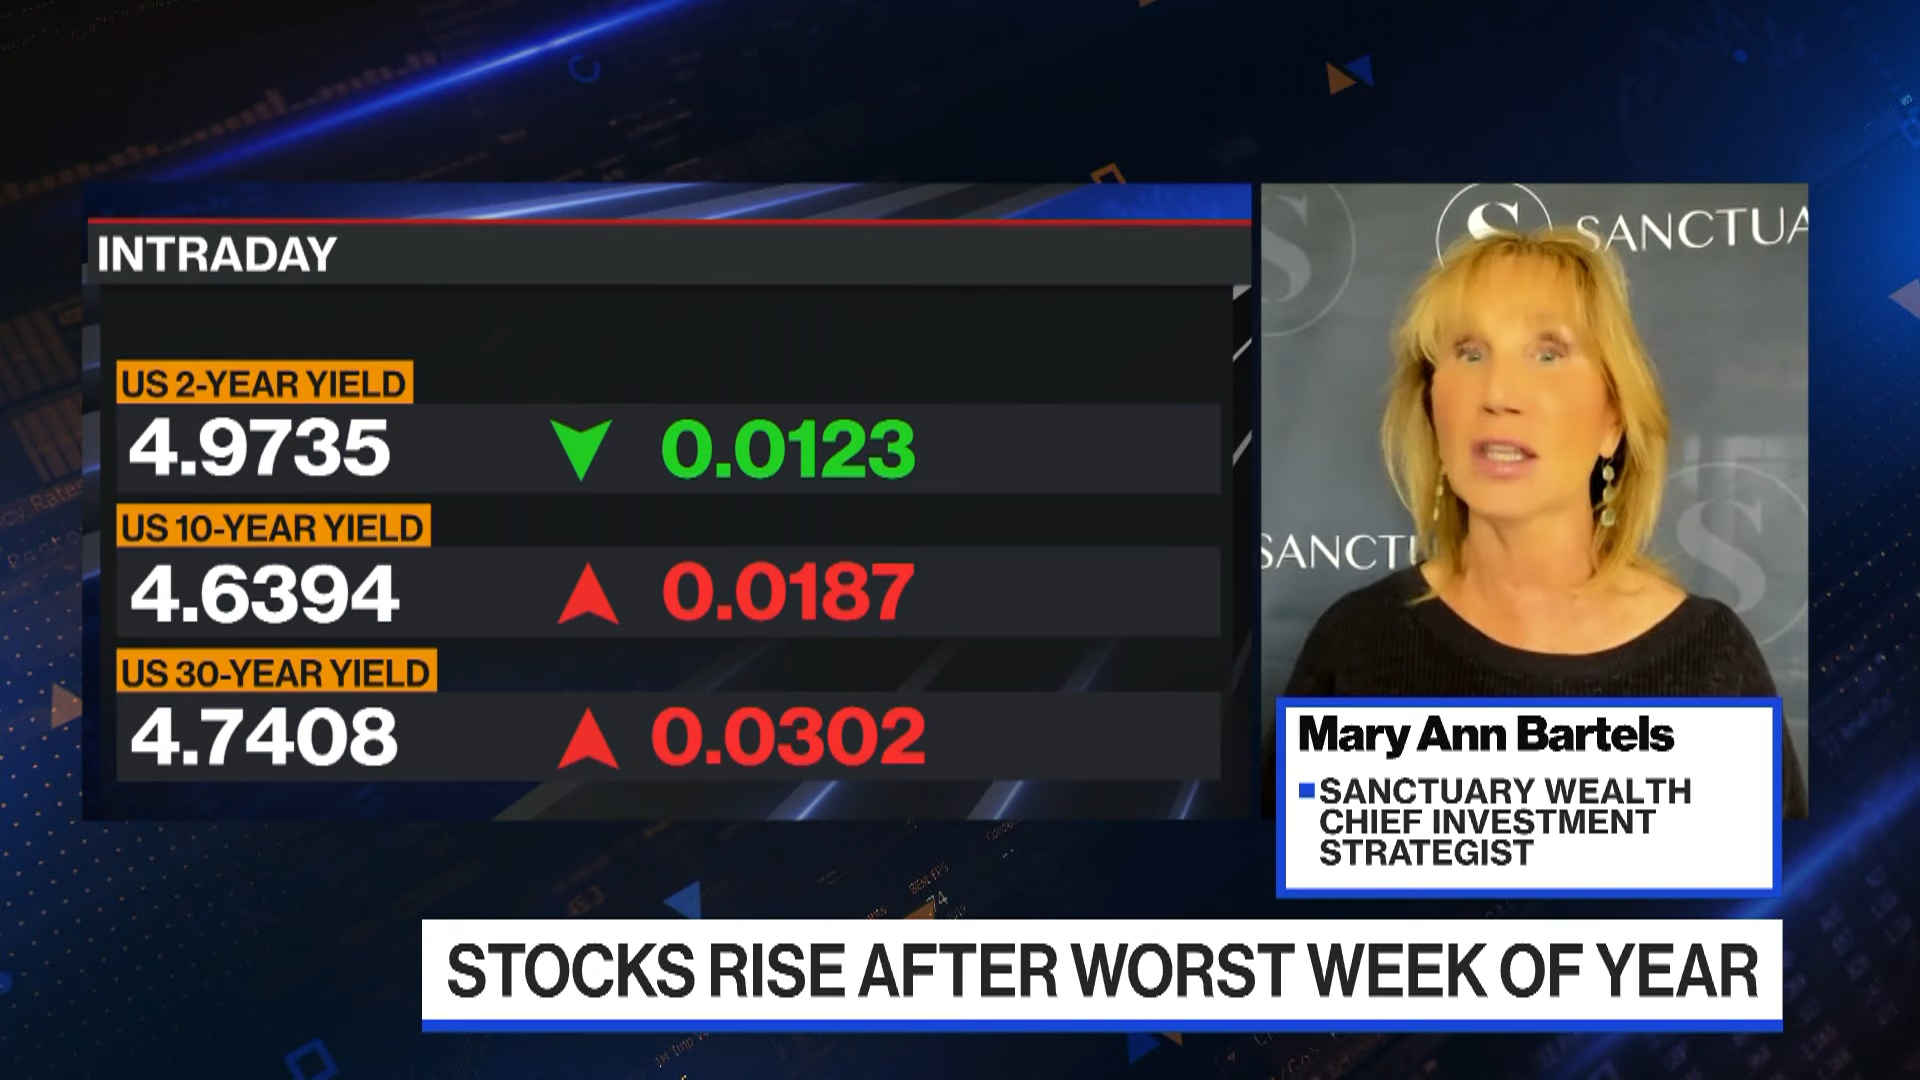 INTRADAY
US 2-YEAR YIELD
4.9735 ▼ 0.0123
US 10-YEAR YIELD
4.6394 ▲ 0.0187
US 30-YEAR YIELD
4.7408 ▲ 0.0302
S SANCTUA
SANCTU
Mary Ann Bartels
SANCTUARY WEALTH
CHIEF INVESTMENT
STRATEGIST
STOCKS RISE AFTER WORST WEEK OF YEAR